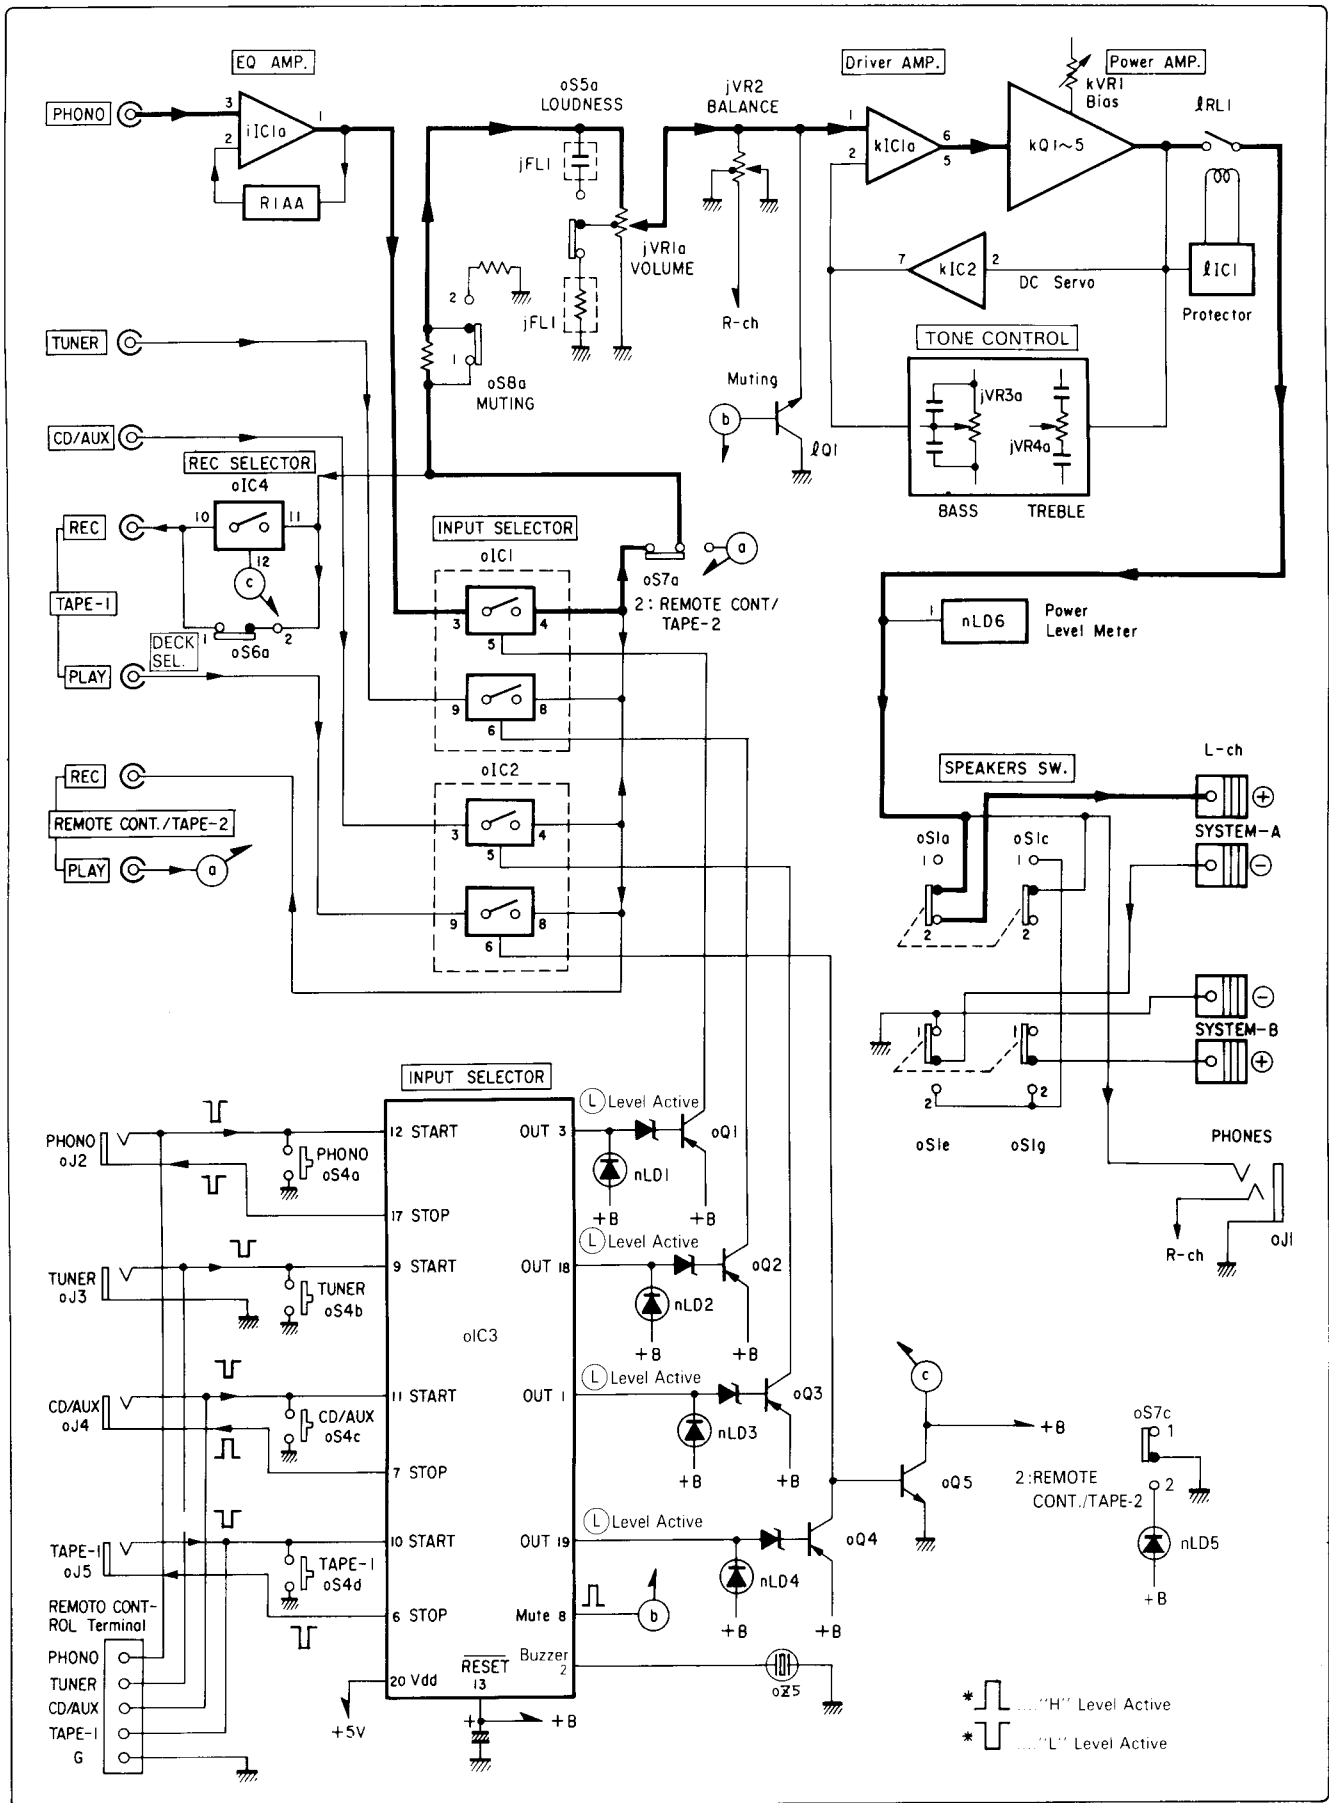 EQ AMP.
PHONO
3
2
1
iIC1a
RIAA
oS5a
LOUDNESS
jFL1
jVR1a
VOLUME
jFL1
jVR2
BALANCE
R-ch
Driver AMP.
1
2
kIC1a
6
5
kVR1
Bias
Power AMP.
kQ1~5
ℓRL1
7
kIC2
2
DC Servo
ℓIC1
Protector
TONE CONTROL
jVR3a
jVR4a
BASS
TREBLE
Muting
b
ℓQ1
2
1
oS8a
MUTING
TUNER
CD/AUX
REC SELECTOR
oIC4
10
11
12
c
REC
TAPE-1
1
2
DECK
SEL.
oS6a
PLAY
INPUT SELECTOR
oIC1
3
4
5
9
8
6
oS7a
a
2: REMOTE CONT/
TAPE-2
oIC2
3
4
5
9
8
6
REC
REMOTE CONT./TAPE-2
PLAY
a
1
nLD6
Power
Level Meter
SPEAKERS SW.
L-ch
+
SYSTEM-A
−
oS1a
1
2
oS1c
1
2
−
SYSTEM-B
+
1
2
1
2
oS1e
oS1g
PHONES
R-ch
oJ1
INPUT SELECTOR
PHONO
oJ2
PHONO
oS4a
12 START
17 STOP
OUT 3
L Level Active
oQ1
nLD1
+B
+B
TUNER
oJ3
TUNER
oS4b
9 START
OUT 18
L Level Active
oQ2
nLD2
+B
+B
oIC3
CD/AUX
oJ4
CD/AUX
oS4c
11 START
7 STOP
OUT 1
L Level Active
oQ3
nLD3
+B
+B
TAPE-1
oJ5
TAPE-1
oS4d
10 START
6 STOP
OUT 19
L Level Active
oQ4
nLD4
+B
+B
c
+B
oQ5
oS7c
1
2
2:REMOTE
CONT./TAPE-2
nLD5
+B
Mute 8
b
Buzzer
2
oZ5
RESET
13
20 Vdd
+5V
+
+B
REMOTO CONT-
ROL Terminal
PHONO
TUNER
CD/AUX
TAPE-1
G
* ...."H" Level Active
* ...."L" Level Active